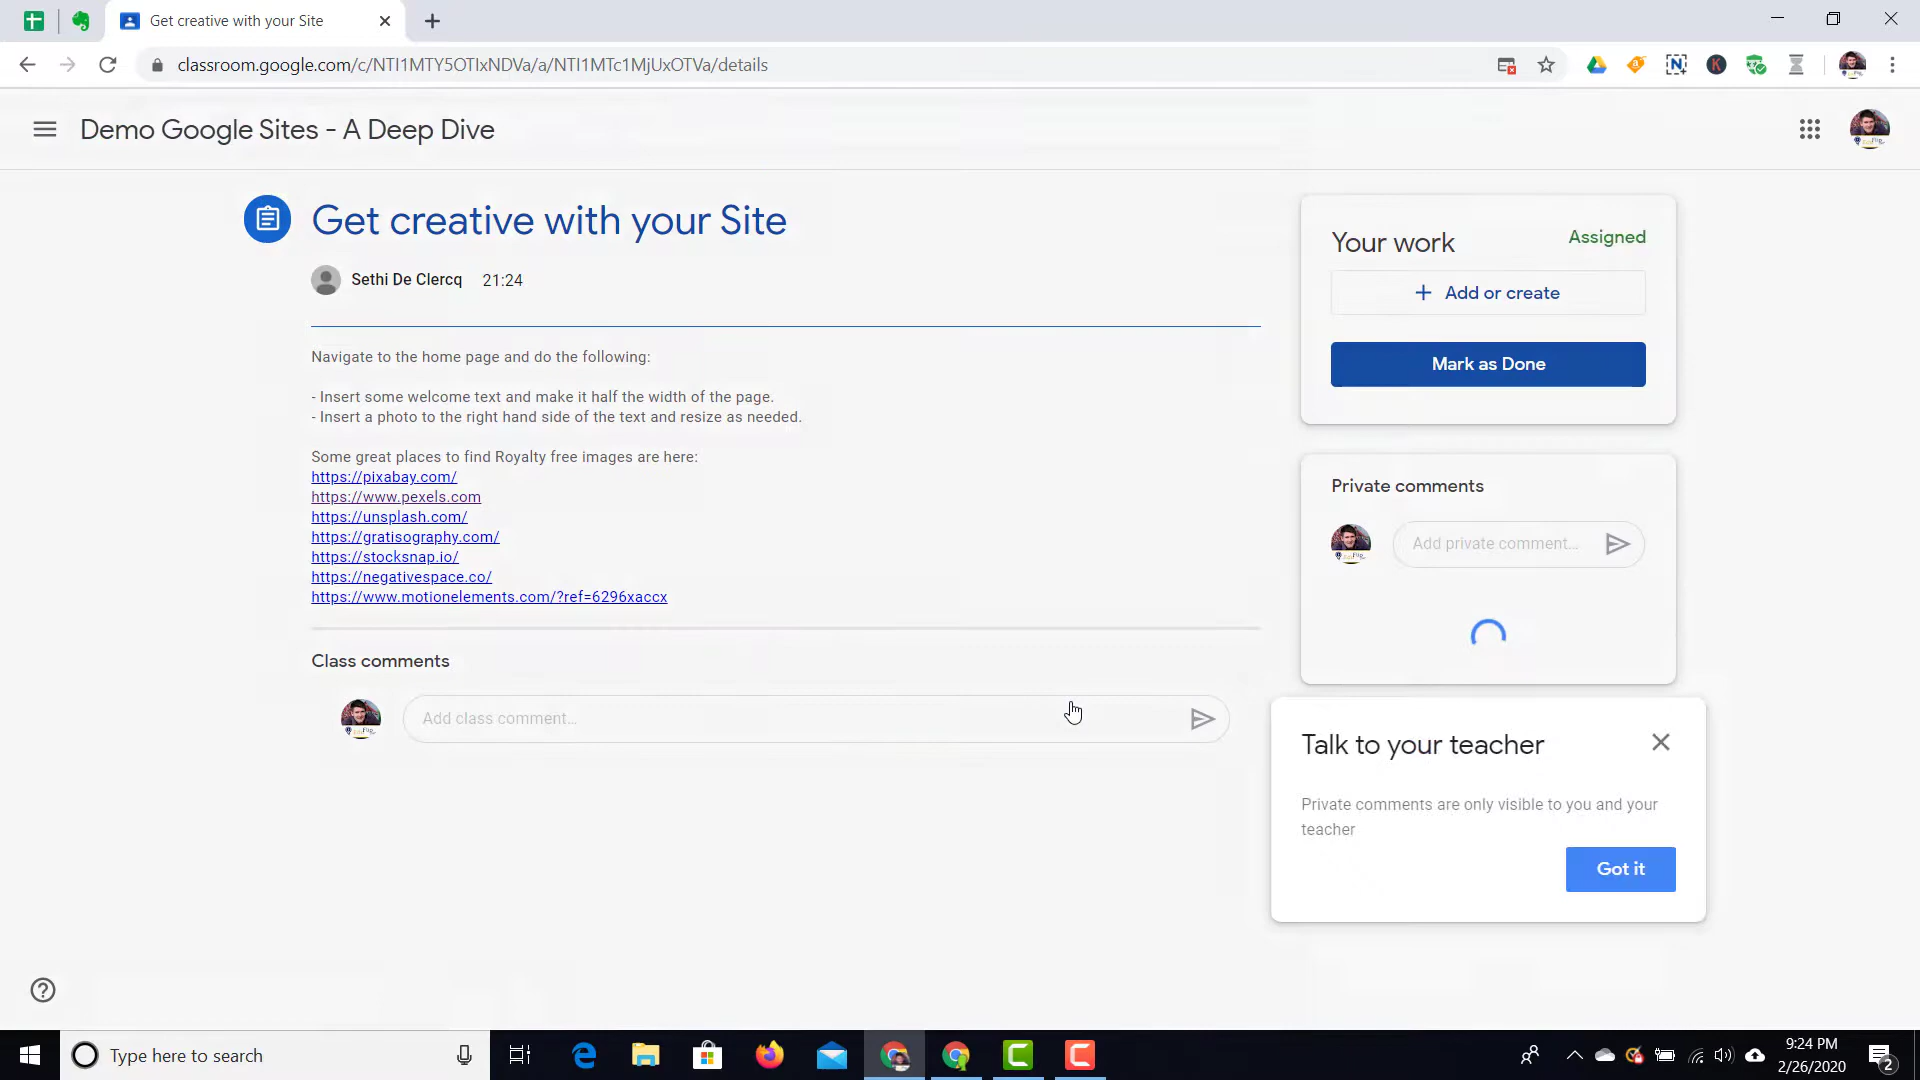 Get creative with your Site
classroom.google.com/c/NTI1MTY5OTIxNDVa/a/NTI1MTc1MjUxOTVa/details
Demo Google Sites - A Deep Dive
Get creative with your Site
Sethi De Clercq 21:24
Navigate to the home page and do the following:
- Insert some welcome text and make it half the width of the page.
- Insert a photo to the right hand side of the text and resize as needed.
Some great places to find Royalty free images are here:
https://pixabay.com/
https://www.pexels.com
https://unsplash.com/
https://gratisography.com/
https://stocksnap.io/
https://negativespace.co/
https://www.motionelements.com/?ref=6296xaccx
Class comments
Add class comment...
Your work Assigned
Add or create
Mark as Done
Private comments
Add private comment...
Talk to your teacher
Private comments are only visible to you and your
teacher
Got it
Type here to search
9:24 PM
2/26/2020
2